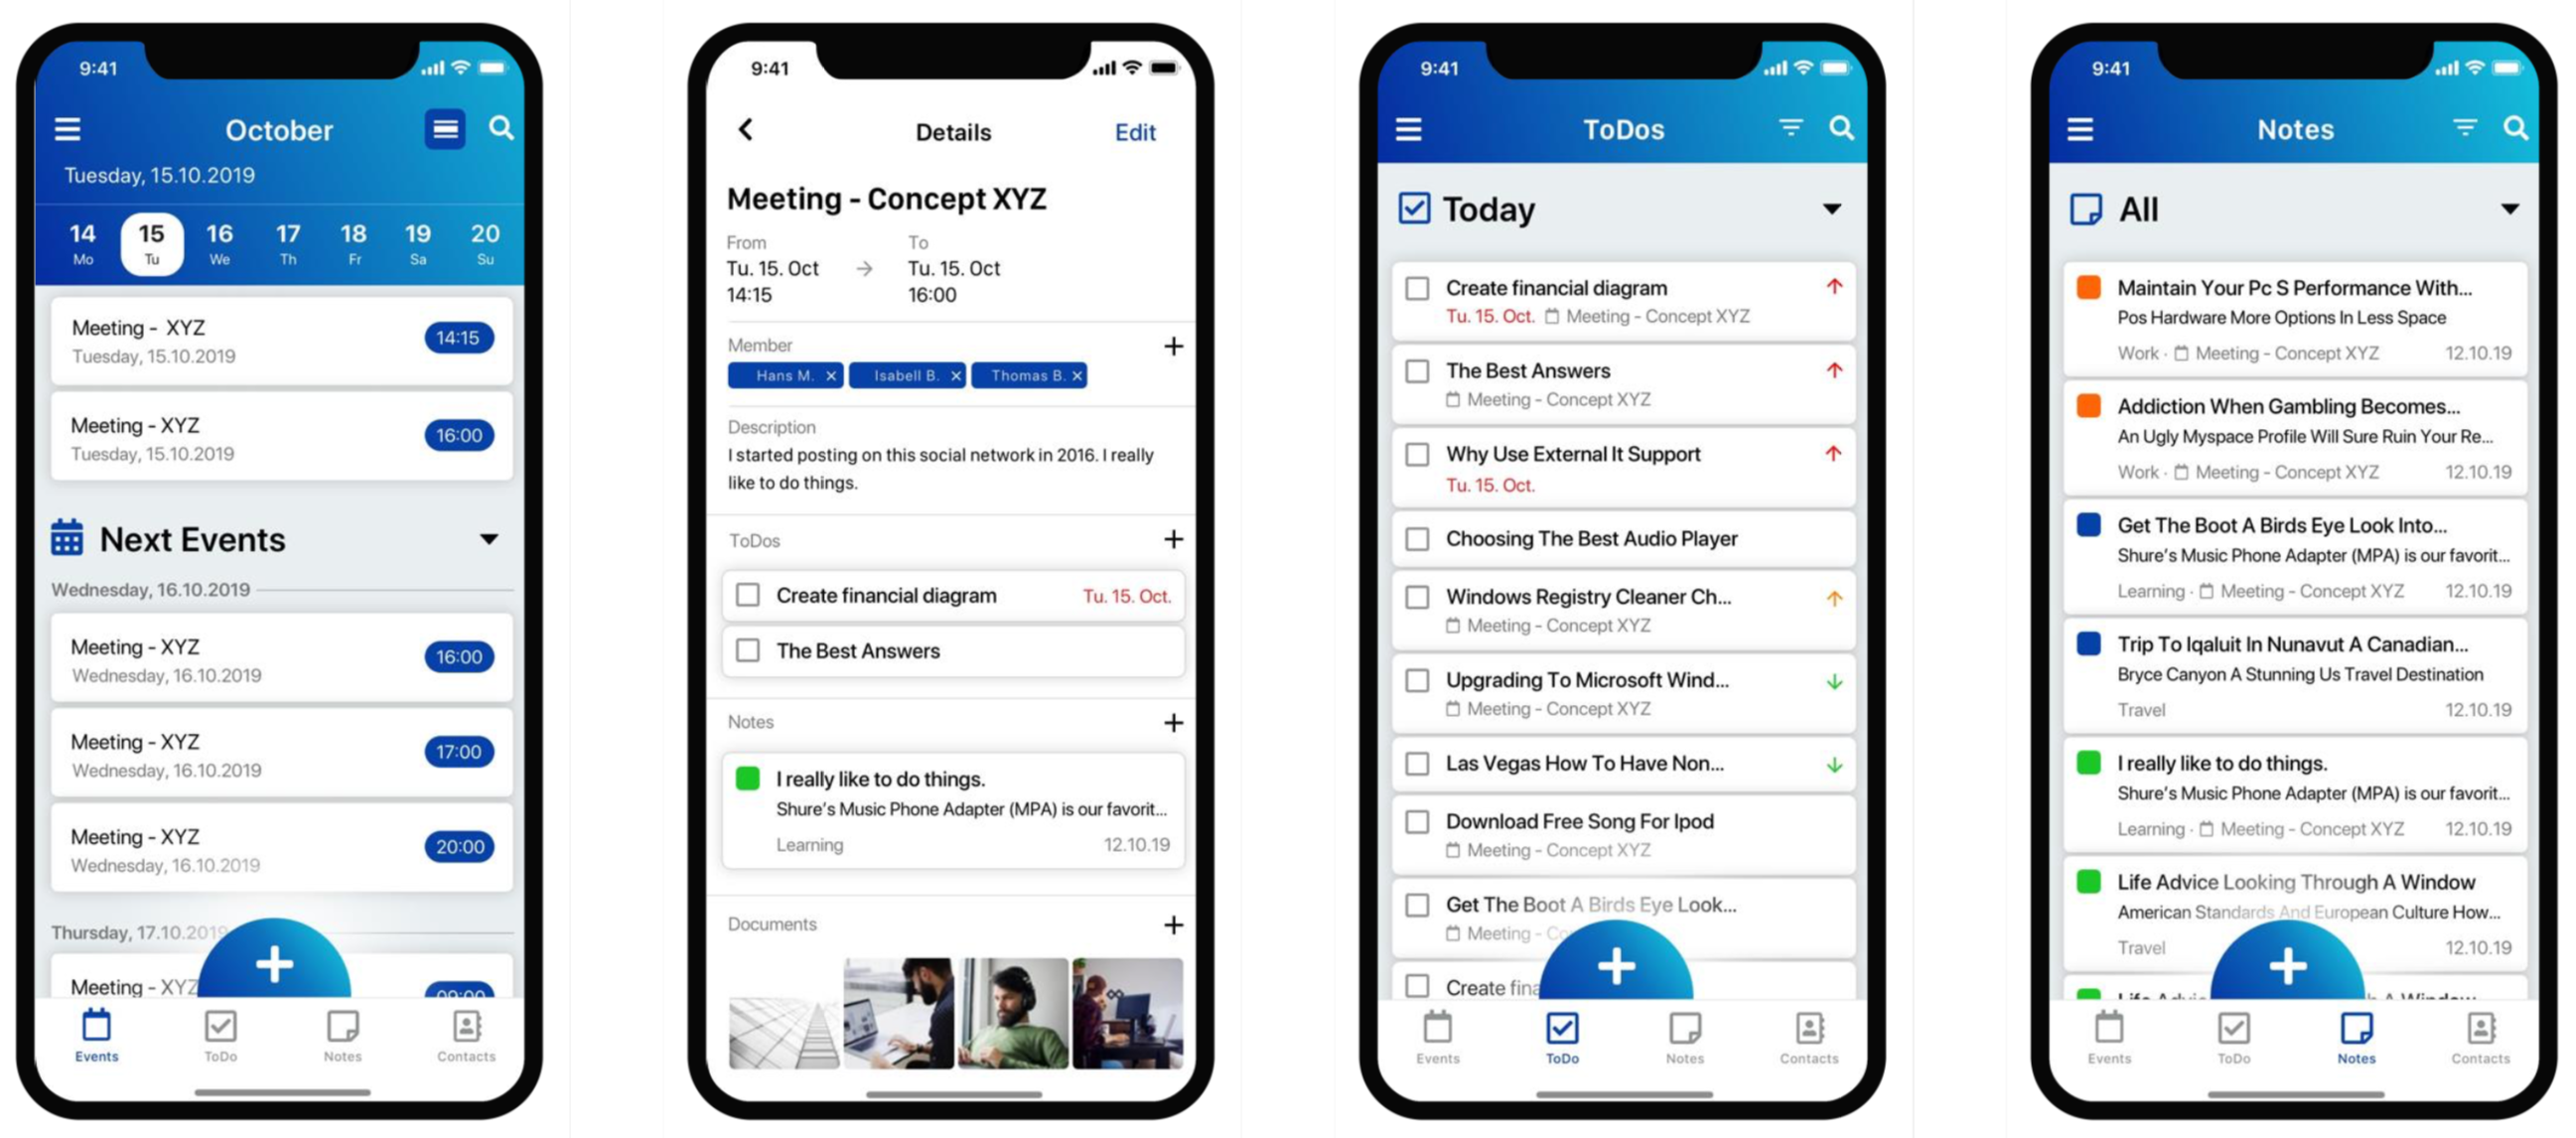 9:41
October
Tuesday, 15.10.2019
14 15 16 17 18 19 20
Mo Tu We Th Fr Sa Su
Meeting - XYZ
14:15
Tuesday, 15.10.2019
Meeting - XYZ
16:00
Tuesday, 15.10.2019
Next Events
Wednesday, 16.10.2019
Meeting - XYZ
16:00
Wednesday, 16.10.2019
Meeting - XYZ
17:00
Wednesday, 16.10.2019
Meeting - XYZ
20:00
Wednesday, 16.10.2019
Thursday, 17.10.2019
Meeting - XYZ
09:00
Events ToDo Notes Contacts
9:41
Details Edit
Meeting - Concept XYZ
From To
Tu. 15. Oct → Tu. 15. Oct
14:15 16:00
Member +
Hans M. × Isabell B. × Thomas B. ×
Description
I started posting on this social network in 2016. I really
like to do things.
ToDos +
Create financial diagram Tu. 15. Oct.
The Best Answers
Notes +
I really like to do things.
Shure's Music Phone Adapter (MPA) is our favorit...
Learning 12.10.19
Documents +
9:41
ToDos
Today
Create financial diagram
Tu. 15. Oct. Meeting - Concept XYZ
The Best Answers
Meeting - Concept XYZ
Why Use External It Support
Tu. 15. Oct.
Choosing The Best Audio Player
Windows Registry Cleaner Ch...
Meeting - Concept XYZ
Upgrading To Microsoft Wind...
Meeting - Concept XYZ
Las Vegas How To Have Non...
Download Free Song For Ipod
Meeting - Concept XYZ
Get The Boot A Birds Eye Look...
Meeting - Co
Create fina
Events ToDo Notes Contacts
9:41
Notes
All
Maintain Your Pc S Performance With...
Pos Hardware More Options In Less Space
Work · Meeting - Concept XYZ 12.10.19
Addiction When Gambling Becomes...
An Ugly Myspace Profile Will Sure Ruin Your Re...
Work · Meeting - Concept XYZ 12.10.19
Get The Boot A Birds Eye Look Into...
Shure's Music Phone Adapter (MPA) is our favorit...
Learning · Meeting - Concept XYZ 12.10.19
Trip To Iqaluit In Nunavut A Canadian...
Bryce Canyon A Stunning Us Travel Destination
Travel 12.10.19
I really like to do things.
Shure's Music Phone Adapter (MPA) is our favorit...
Learning · Meeting - Concept XYZ 12.10.19
Life Advice Looking Through A Window
American Standards And European Culture How...
Travel 12.10.19
Events ToDo Notes Contacts